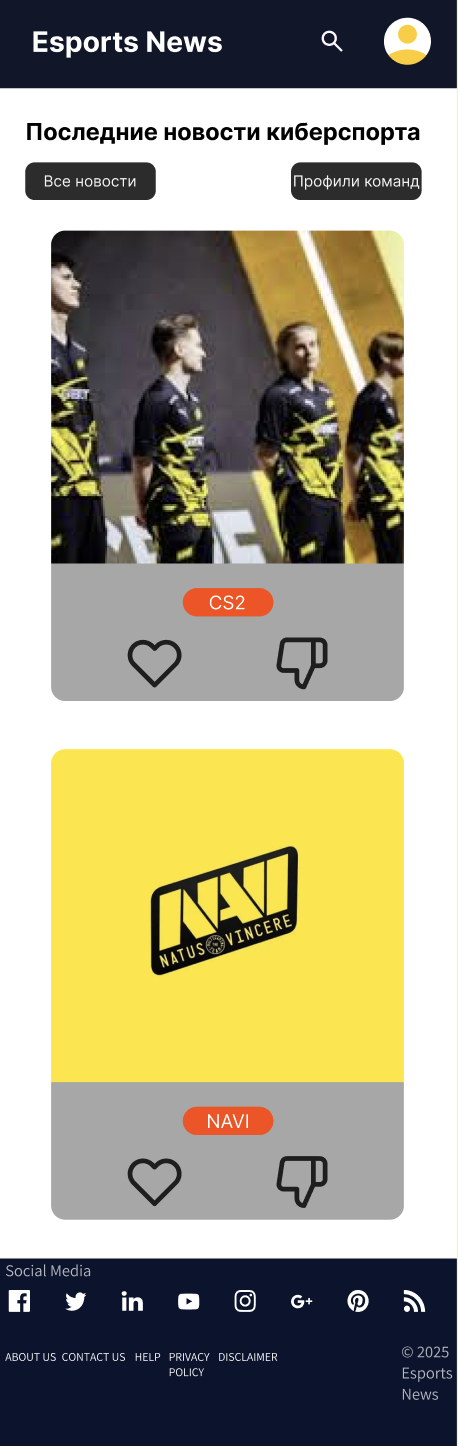 Esports News
Последние новости киберспорта
Все новости
Профили команд
CS2
NAVI
NATUS VINCERE
NAVI
Social Media
G+
ABOUT US CONTACT US HELP PRIVACY POLICY DISCLAIMER
© 2025
Esports
News